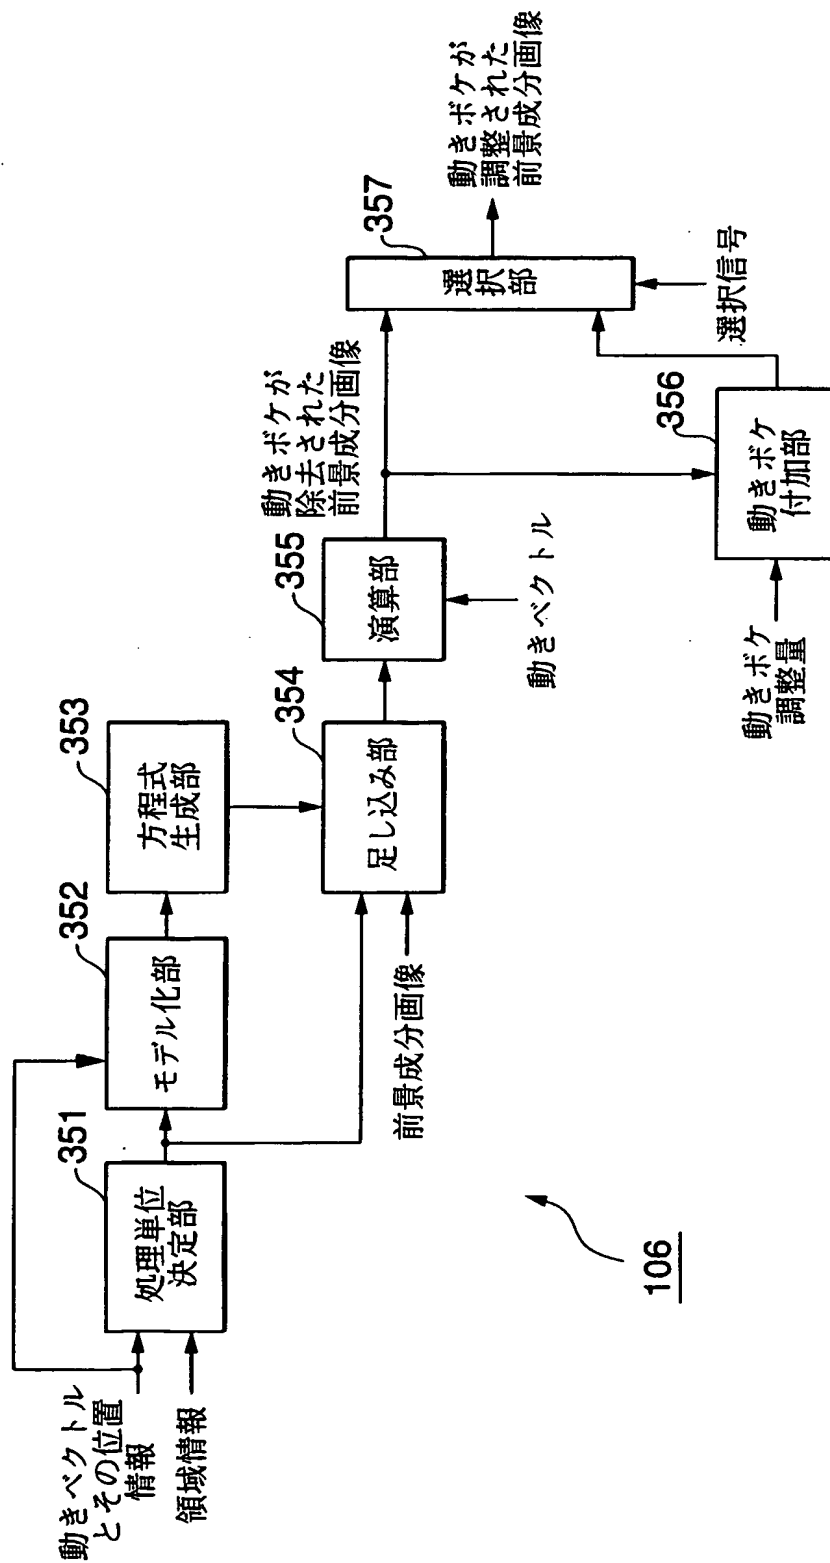 動きベクトル
とその位置
情報
領域情報
351
処理単位
決定部
352
モデル化部
353
方程式
生成部
前景成分画像
354
足し込み部
355
演算部
動きベクトル
動きボケが
除去された
前景成分画像
動きボケ
調整量
356
動きボケ
付加部
357
選択部
選択信号
動きボケが
調整された
前景成分画像
106